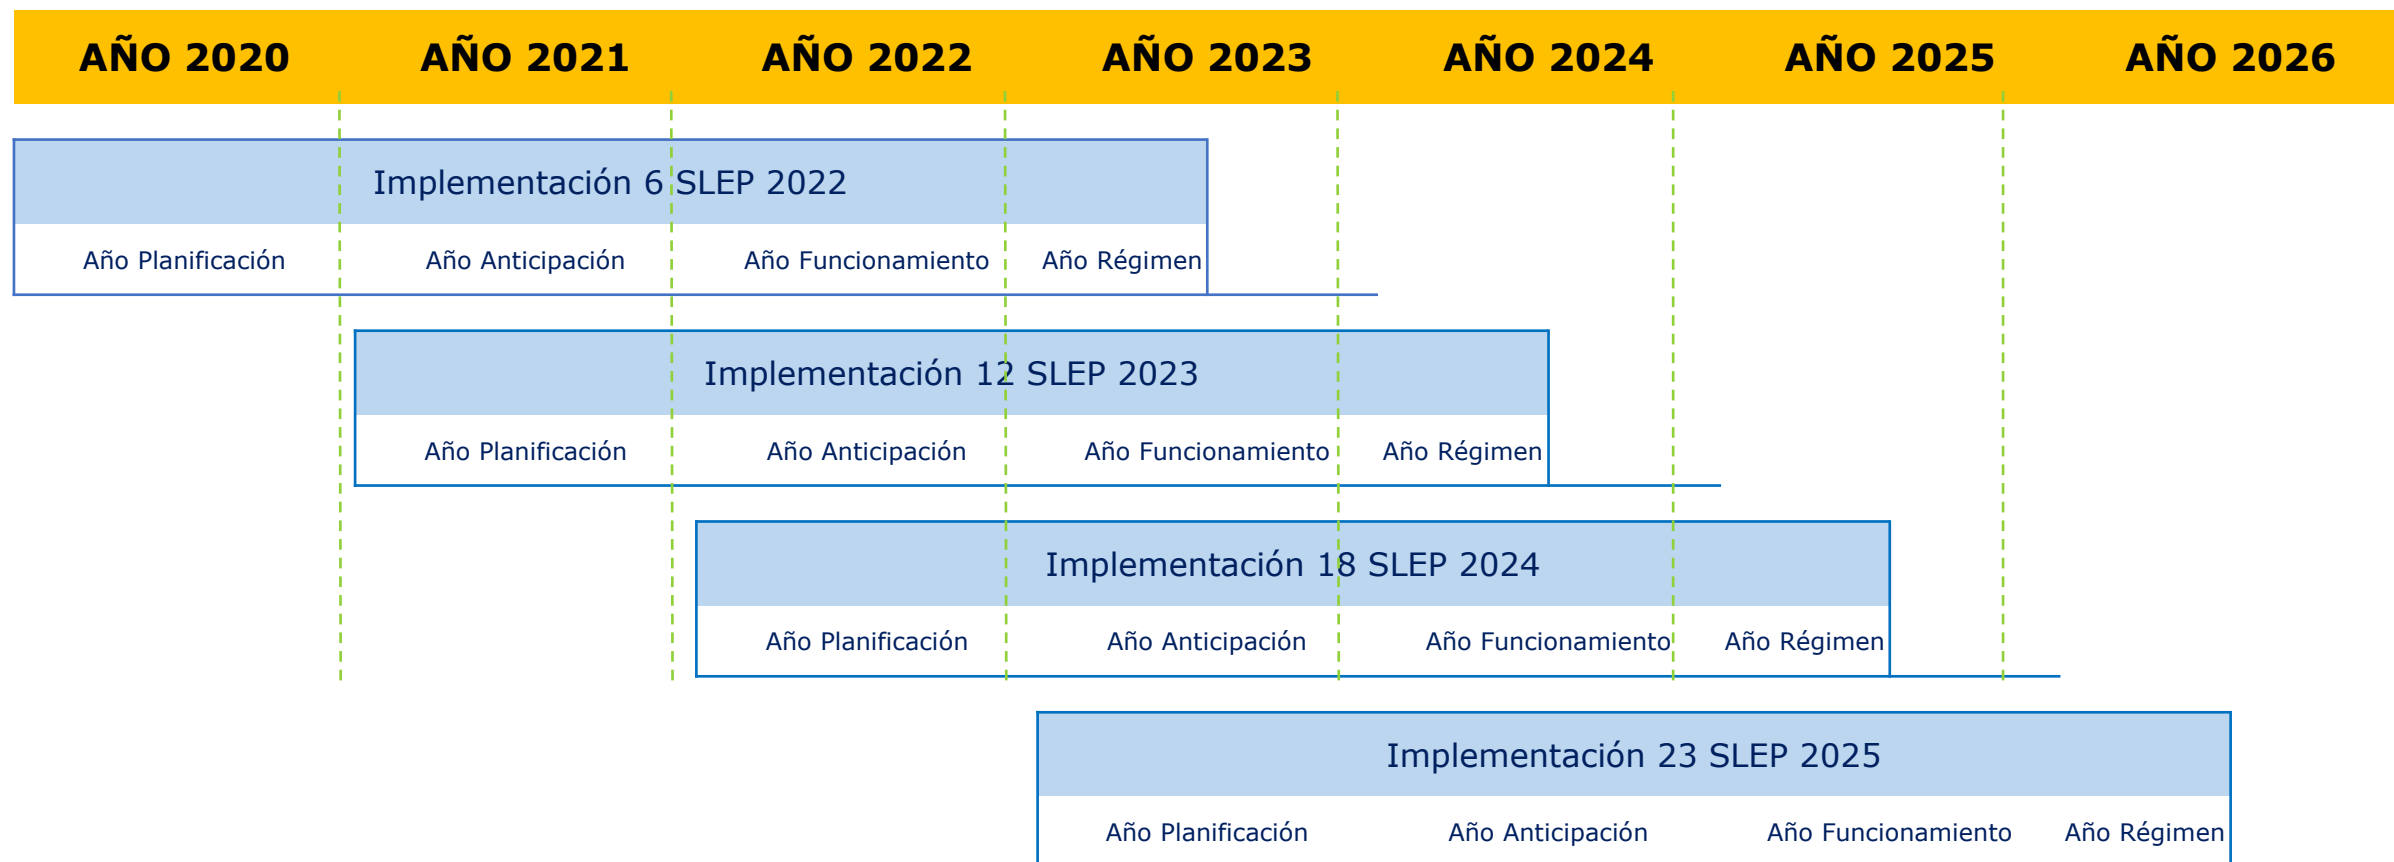 AÑO 2020 AÑO 2021 AÑO 2022 AÑO 2023 AÑO 2024 AÑO 2025 AÑO 2026
Implementación 6 SLEP 2022
Año Planificación Año Anticipación Año Funcionamiento Año Régimen
Implementación 12 SLEP 2023
Año Planificación Año Anticipación Año Funcionamiento Año Régimen
Implementación 18 SLEP 2024
Año Planificación Año Anticipación Año Funcionamiento Año Régimen
Implementación 23 SLEP 2025
Año Planificación Año Anticipación Año Funcionamiento Año Régimen